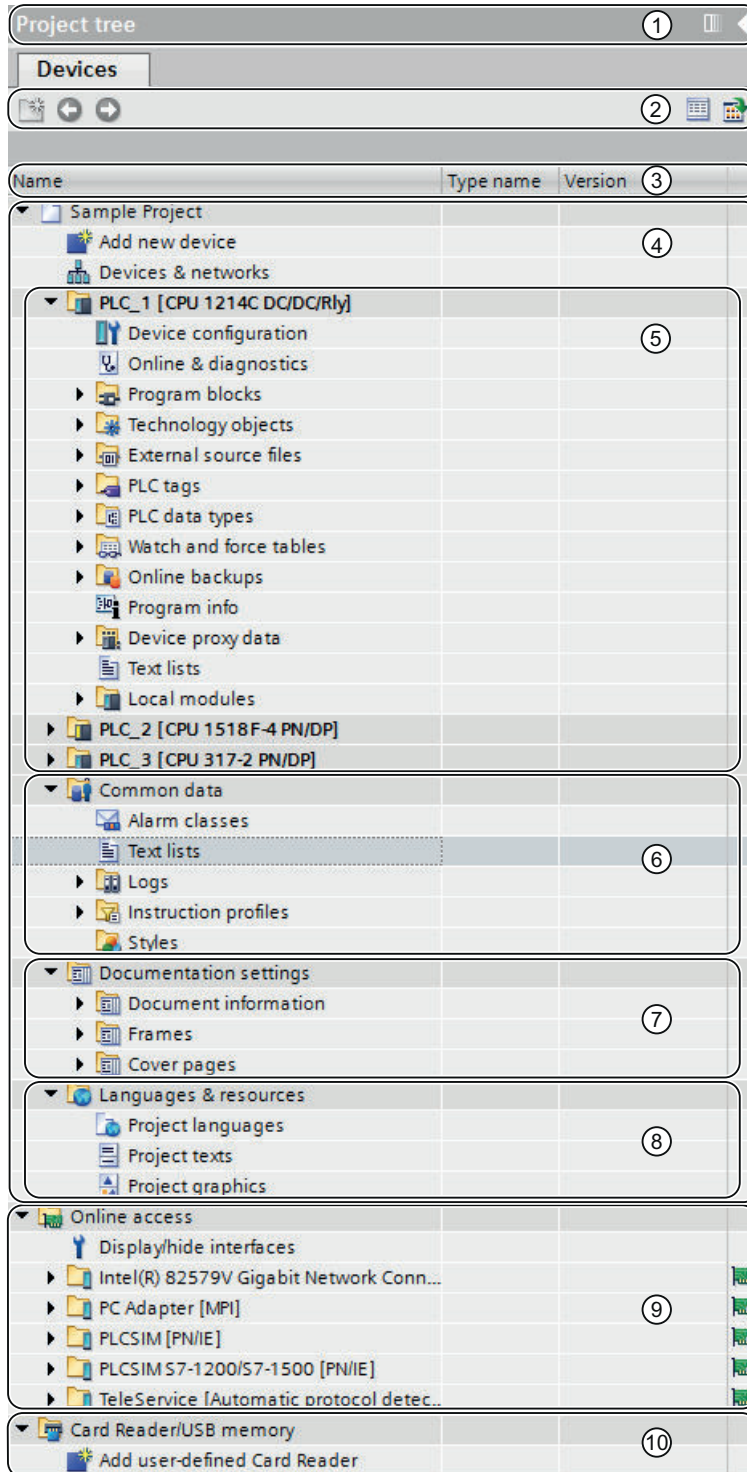 Project tree 1
Devices
2
Name Type name Version 3
Sample Project
Add new device 4
Devices & networks
PLC_1 [CPU 1214C DC/DC/Rly]
Device configuration 5
Online & diagnostics
Program blocks
Technology objects
External source files
PLC tags
PLC data types
Watch and force tables
Online backups
Program info
Device proxy data
Text lists
Local modules
PLC_2 [CPU 1518F-4 PN/DP]
PLC_3 [CPU 317-2 PN/DP]
Common data
Alarm classes
Text lists 6
Logs
Instruction profiles
Styles
Documentation settings
Document information
Frames 7
Cover pages
Languages & resources
Project languages
Project texts 8
Project graphics
Online access
Display/hide interfaces
Intel(R) 82579V Gigabit Network Conn...
PC Adapter [MPI] 9
PLCSIM [PN/IE]
PLCSIM S7-1200/S7-1500 [PN/IE]
TeleService [Automatic protocol detec..
Card Reader/USB memory 10
Add user-defined Card Reader